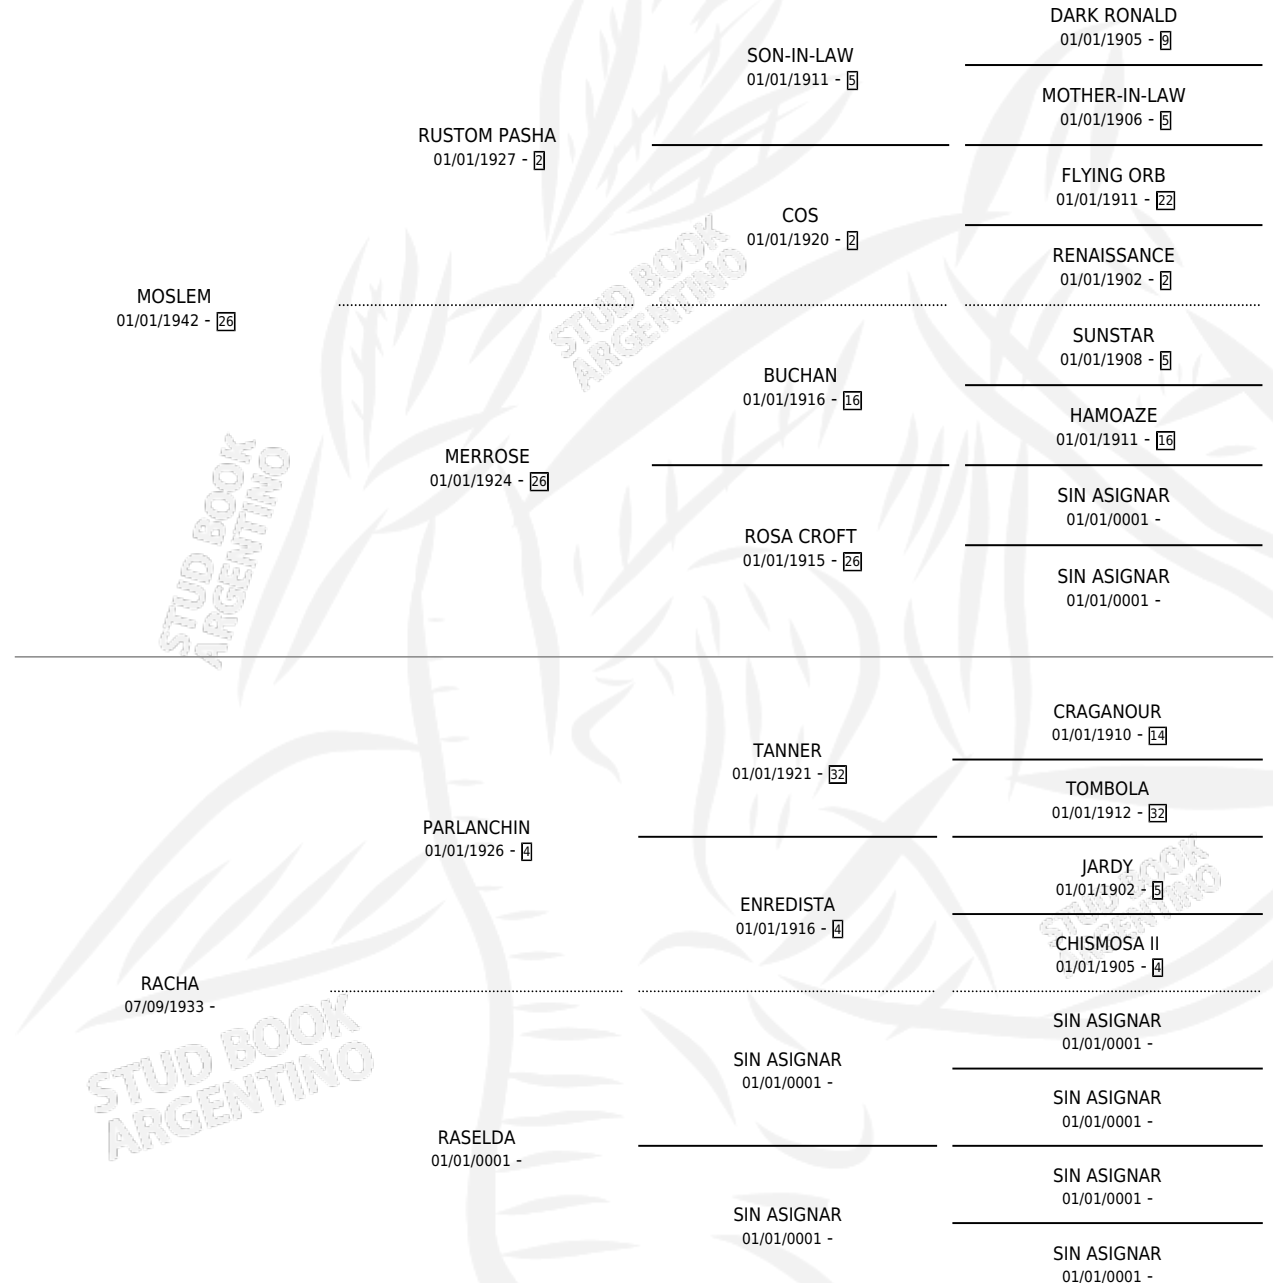 DARK RONALD
01/01/1905 - 9
SON-IN-LAW
01/01/1911 - 5
MOTHER-IN-LAW
01/01/1906 - 5
RUSTOM PASHA
01/01/1927 - 2
FLYING ORB
01/01/1911 - 22
COS
01/01/1920 - 2
RENAISSANCE
01/01/1902 - 2
MOSLEM
01/01/1942 - 26
SUNSTAR
01/01/1908 - 5
BUCHAN
01/01/1916 - 16
HAMOAZE
01/01/1911 - 16
MERROSE
01/01/1924 - 26
SIN ASIGNAR
01/01/0001 -
ROSA CROFT
01/01/1915 - 26
SIN ASIGNAR
01/01/0001 -
STUD BOOK
ARGENTINO
STUD BOOK
ARGENTINO
CRAGANOUR
01/01/1910 - 14
TANNER
01/01/1921 - 32
TOMBOLA
01/01/1912 - 32
PARLANCHIN
01/01/1926 - 4
JARDY
01/01/1902 - 5
ENREDISTA
01/01/1916 - 4
CHISMOSA II
01/01/1905 - 4
RACHA
07/09/1933 -
SIN ASIGNAR
01/01/0001 -
SIN ASIGNAR
01/01/0001 -
SIN ASIGNAR
01/01/0001 -
RASELDA
01/01/0001 -
SIN ASIGNAR
01/01/0001 -
SIN ASIGNAR
01/01/0001 -
SIN ASIGNAR
01/01/0001 -
STUD BOOK
ARGENTINO
STUD BOOK
ARGENTINO